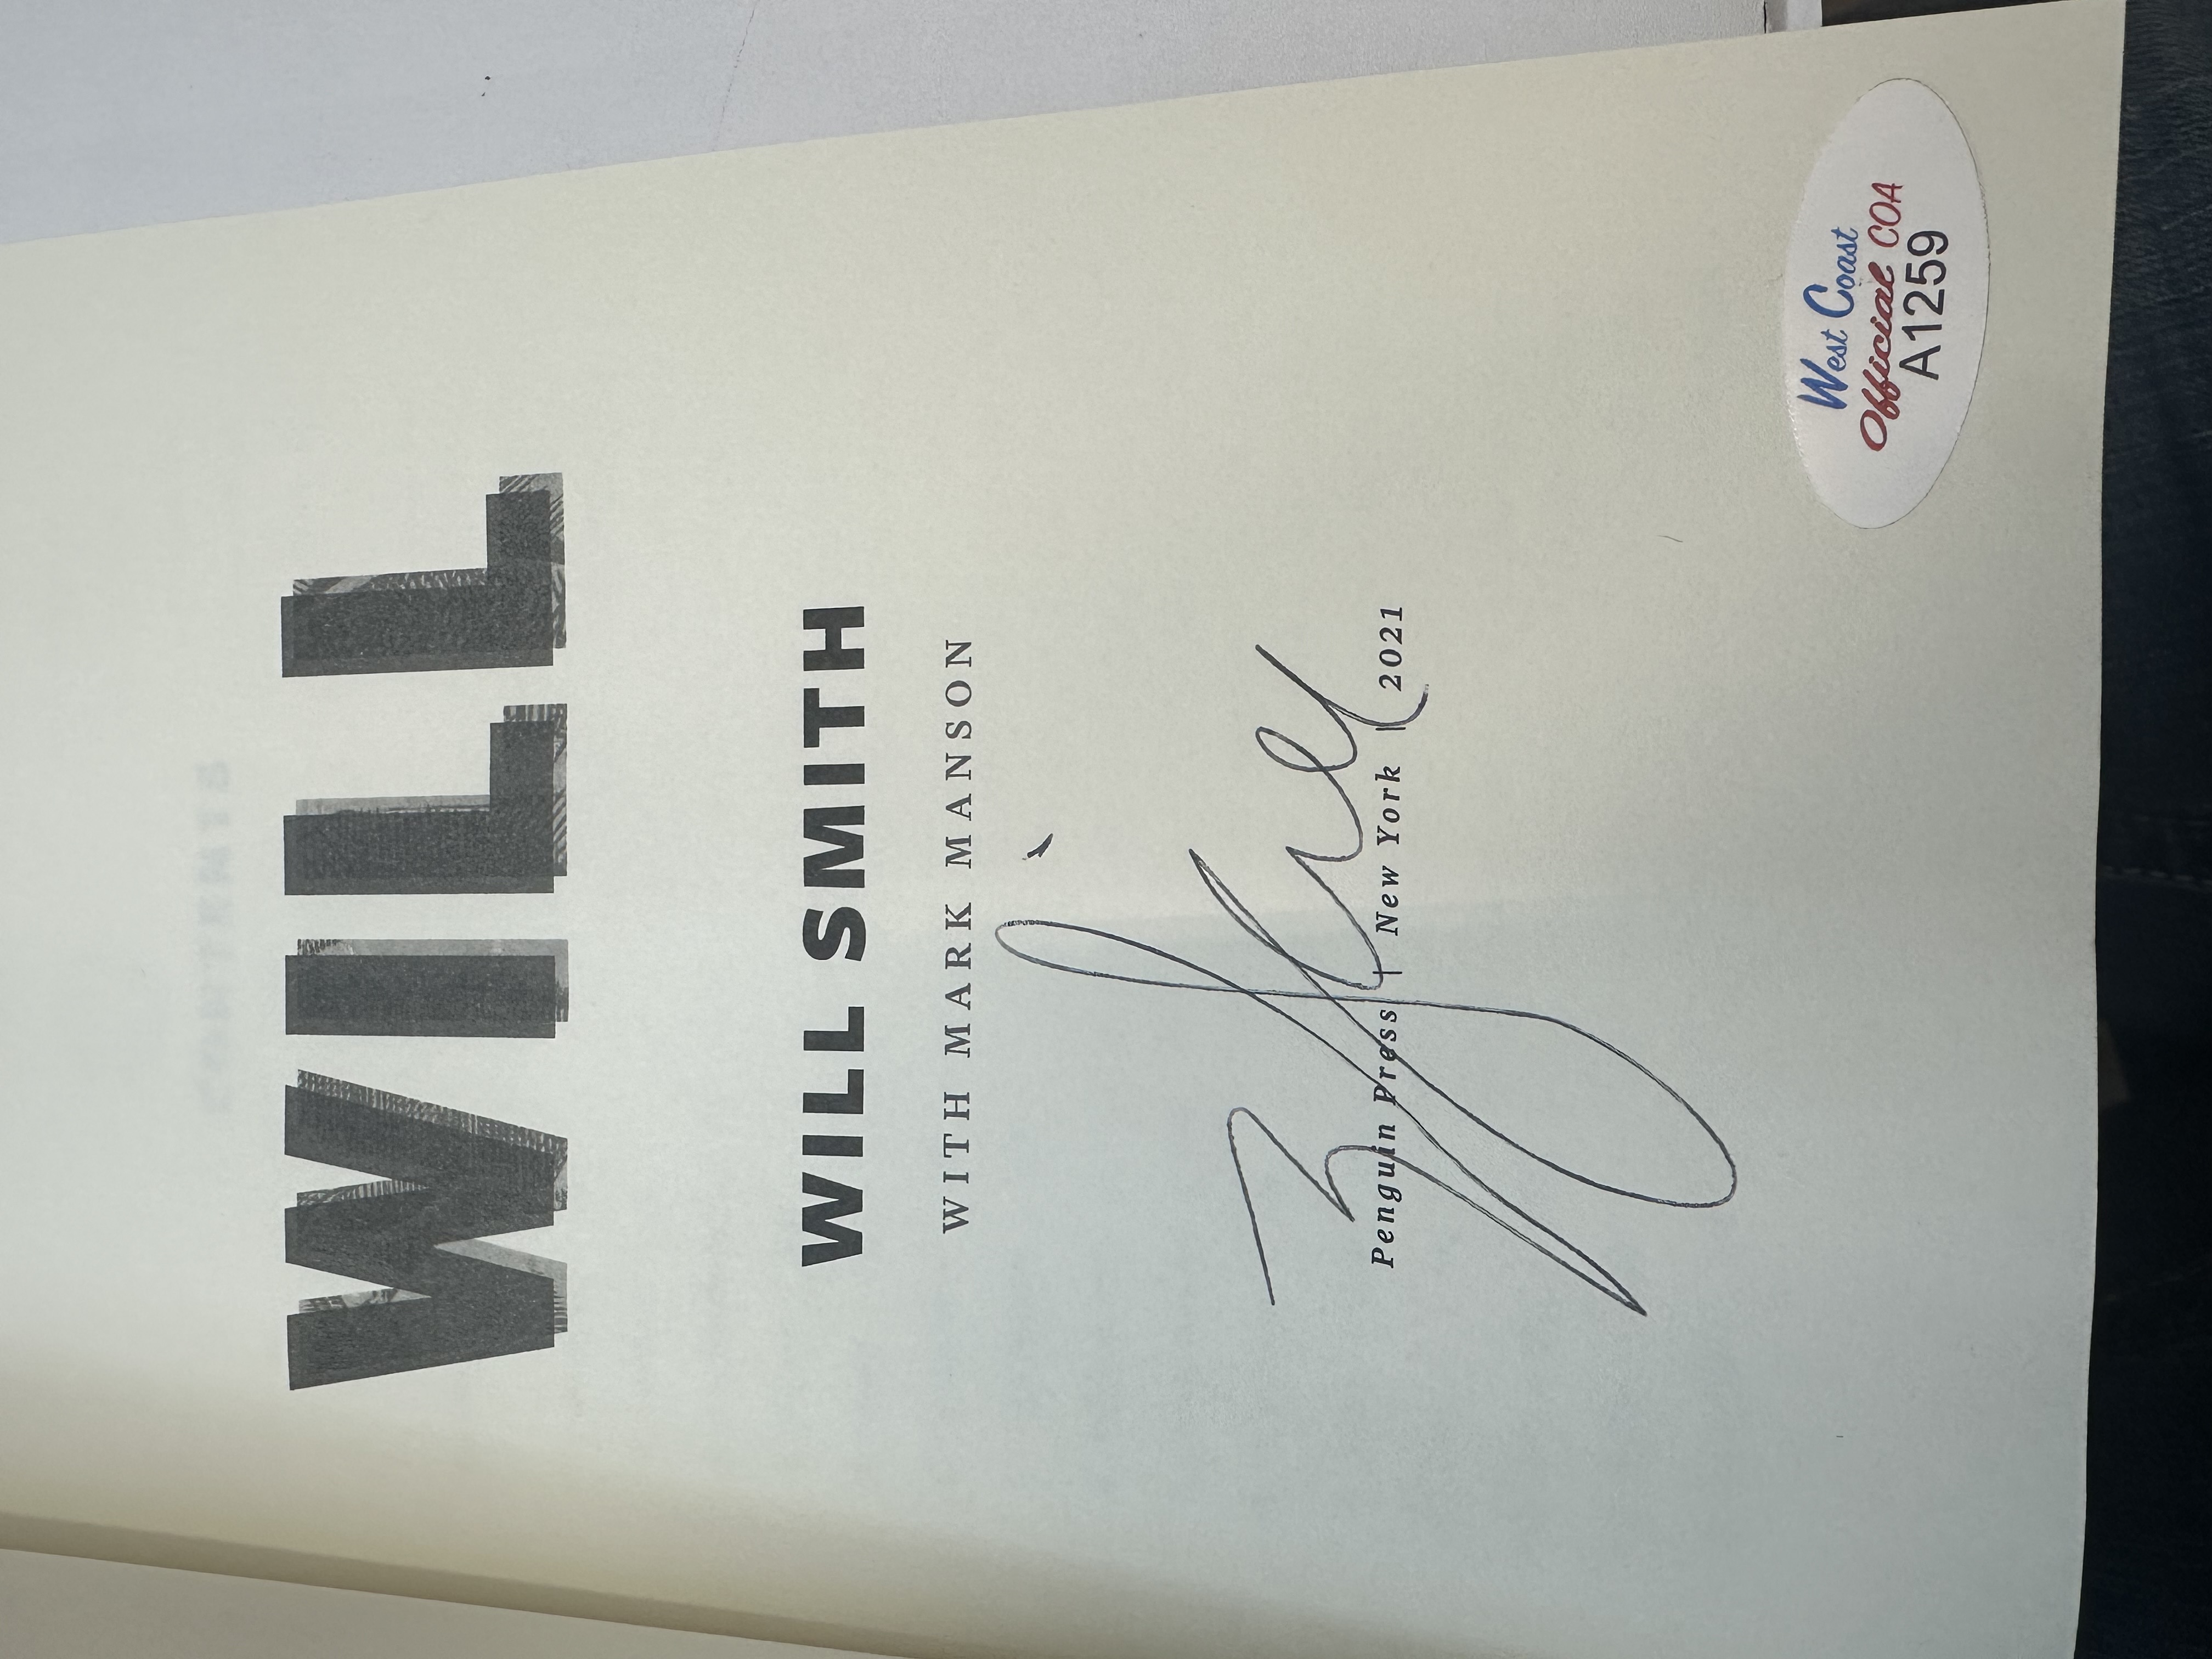 WILL
WILL SMITH
WITH MARK MANSON
Penguin Press | New York | 2021
West Coast
Official COA
A1259